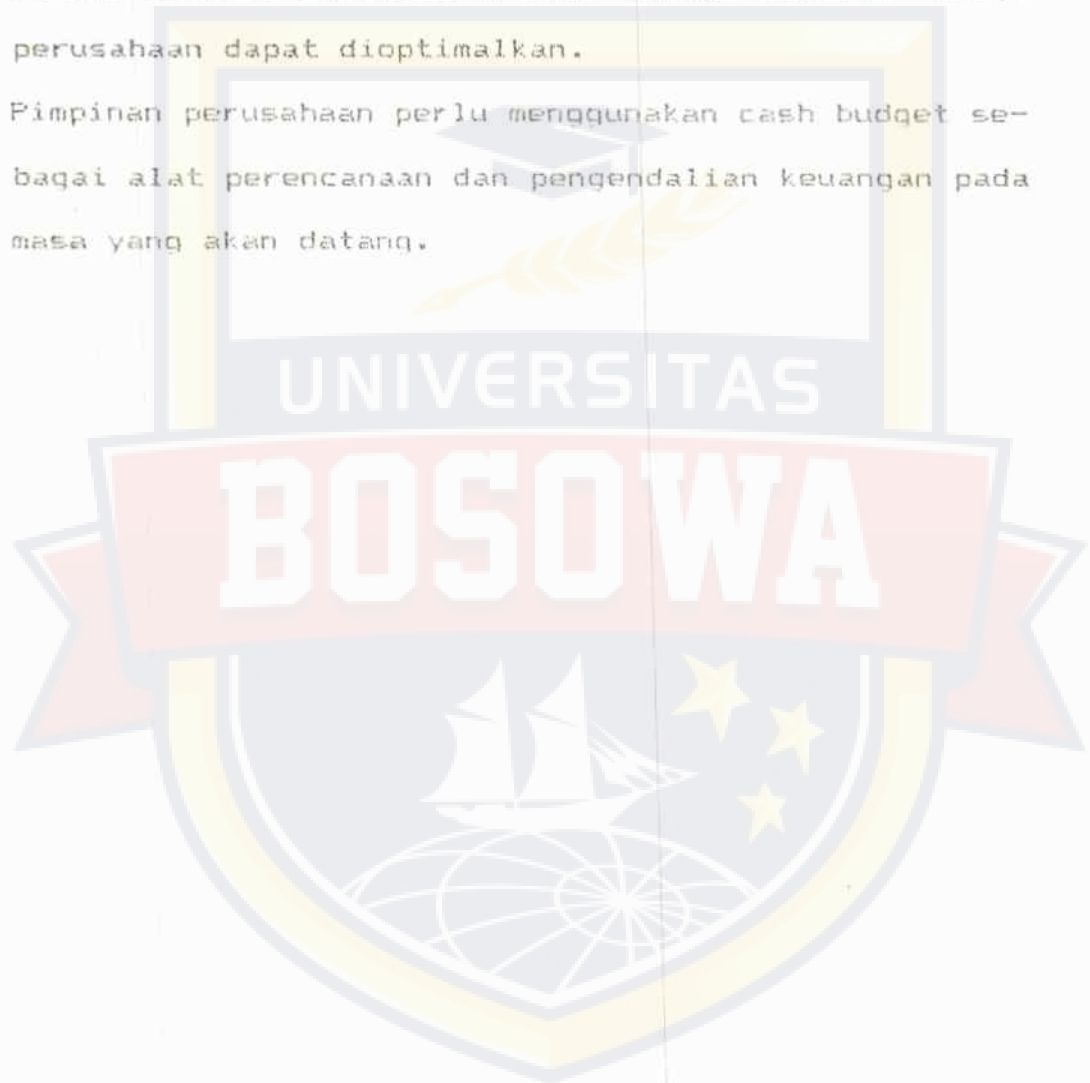 perusahaan dapat dioptimalkan.
Pimpinan perusahaan perlu menggunakan cash budget se-
bagai alat perencanaan dan pengendalian keuangan pada
masa yang akan datang.
UNIVERSITAS
BOSOWA